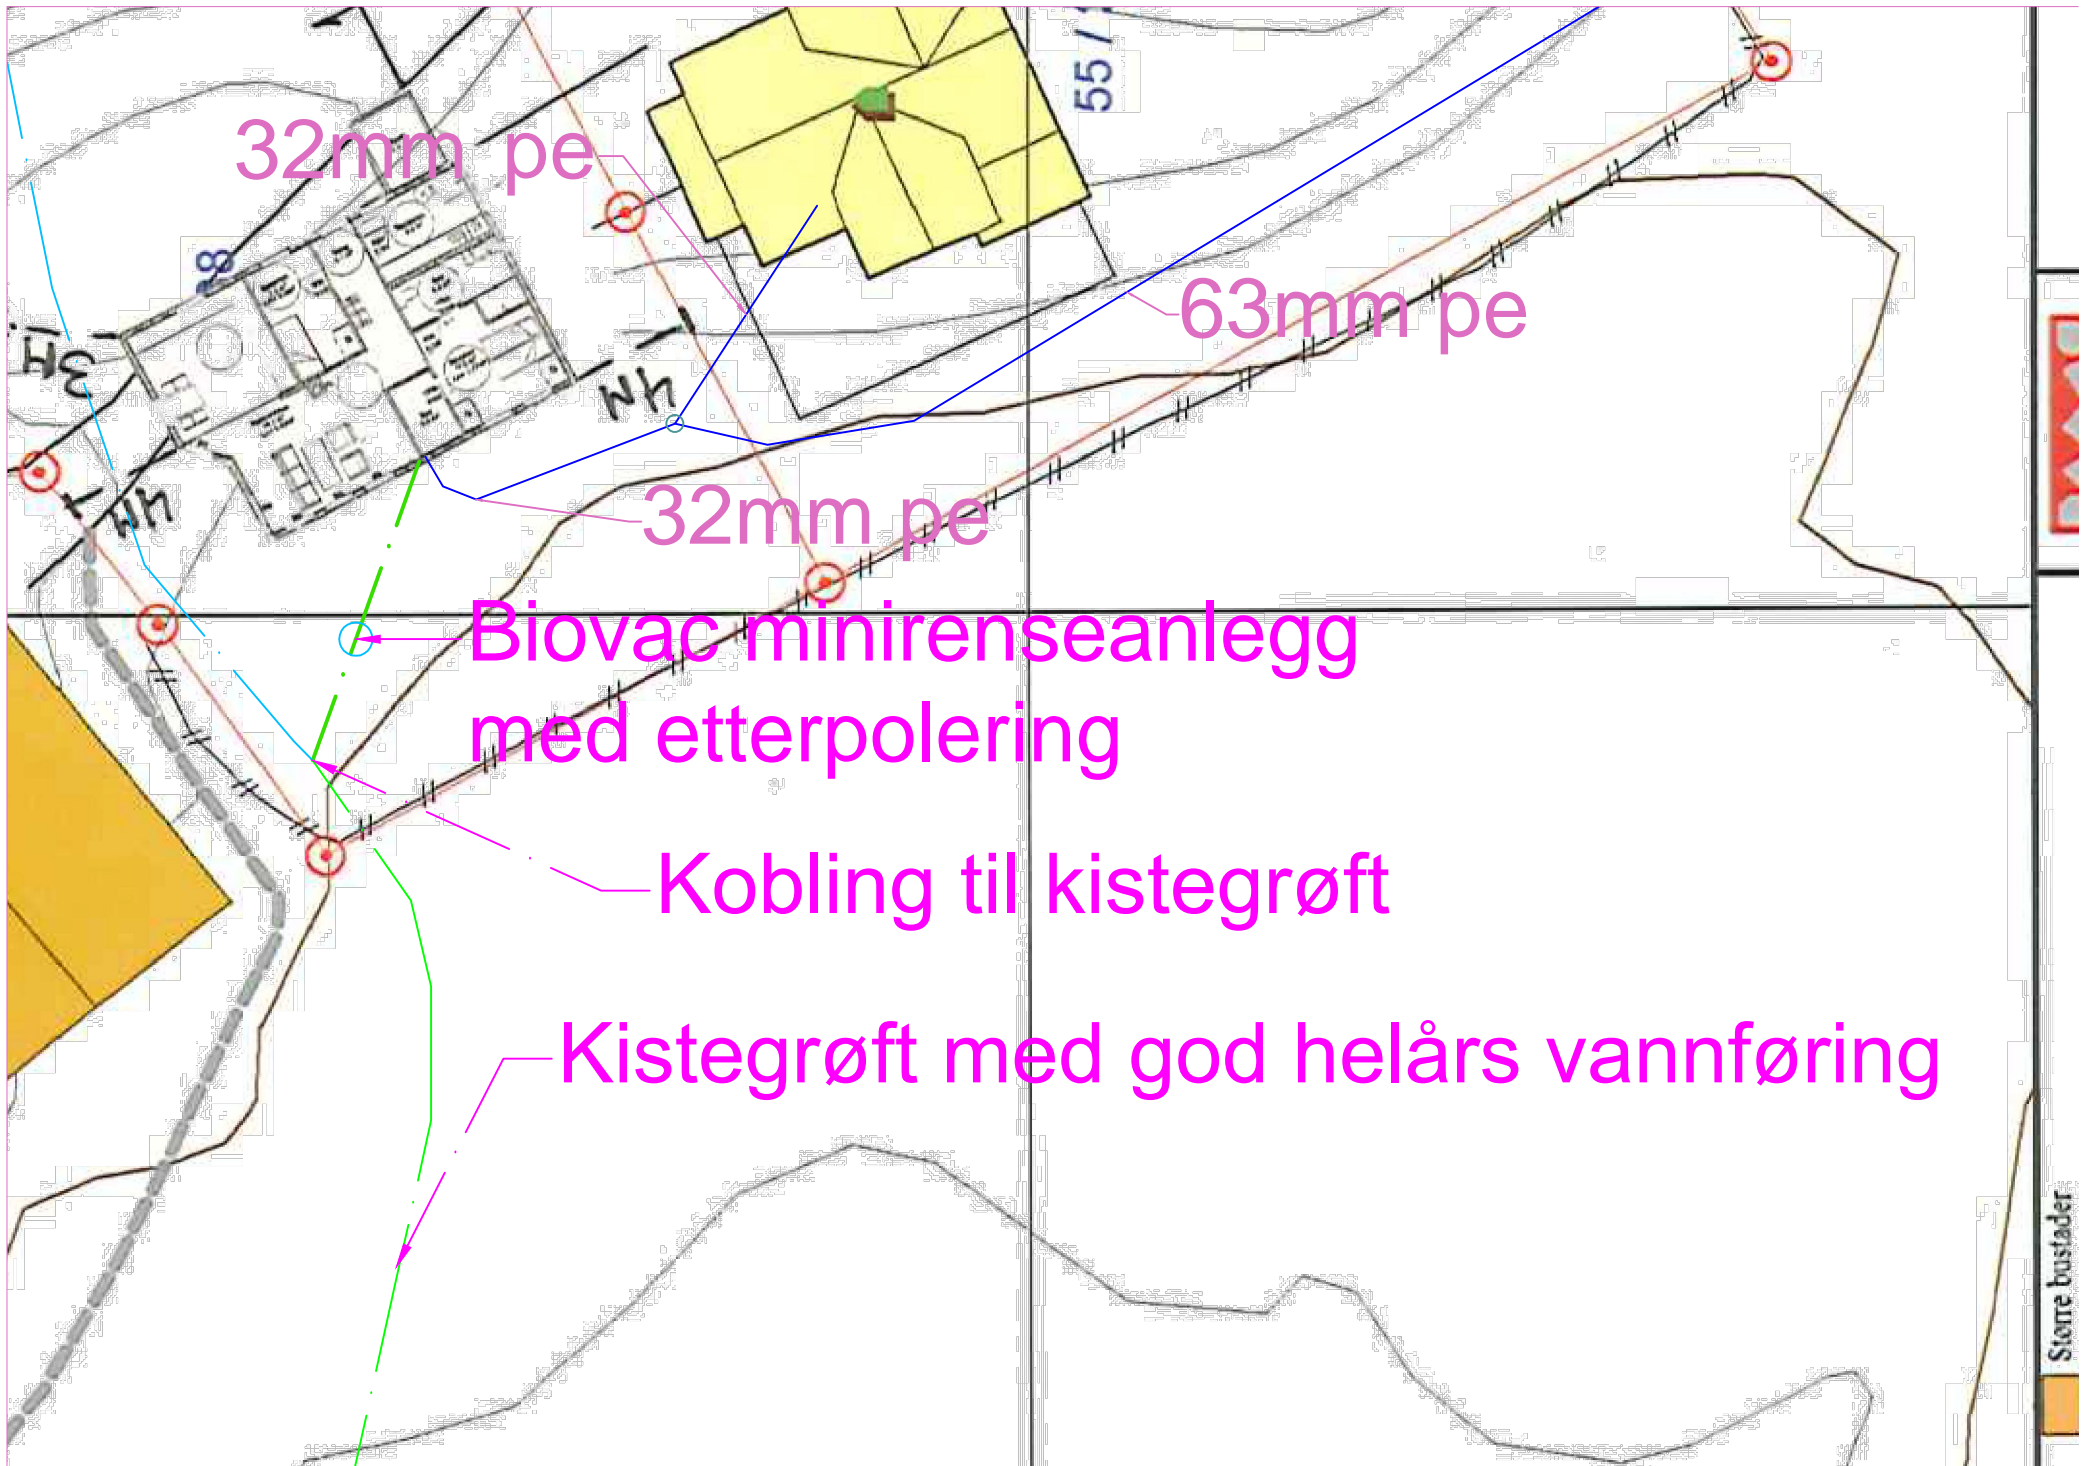 55 /
32mm pe
63mm pe
32mm pe
Biovac minirenseanlegg
med etterpolering
Kobling til kistegrøft
Kistegrøft med god helårs vannføring
Større bustader